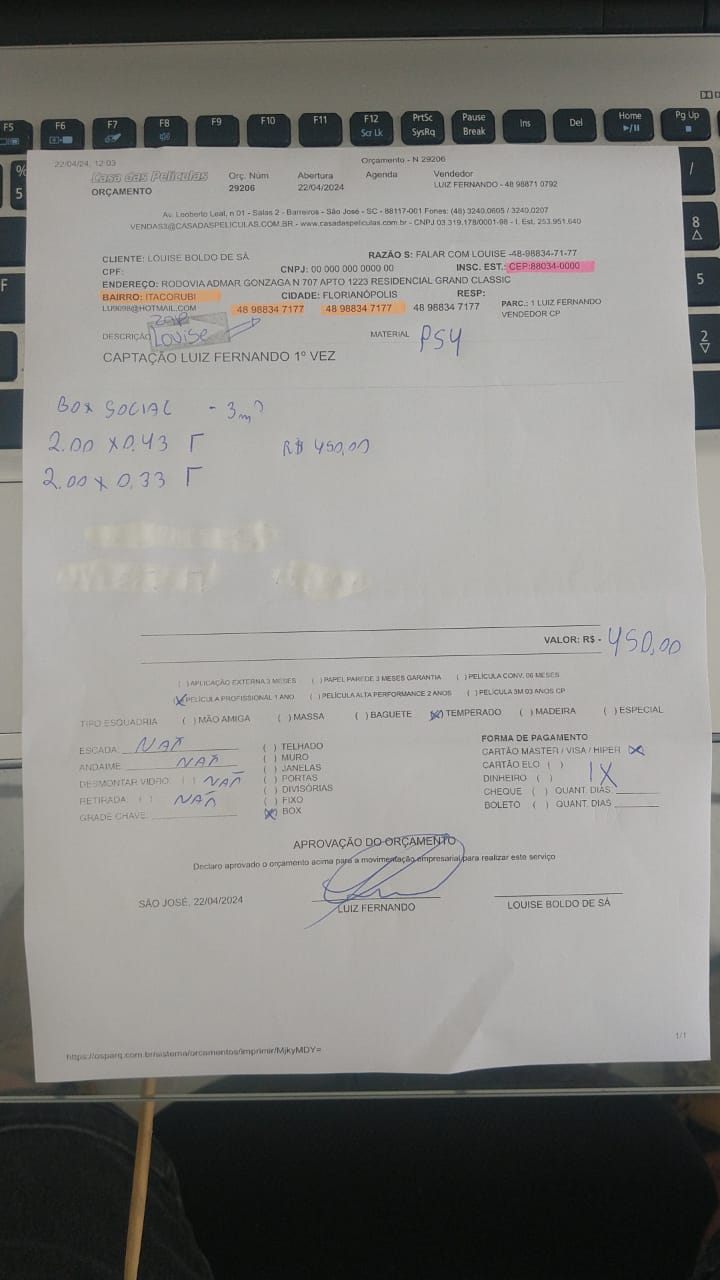 F5 F6 F7 F8 F9 F10 F11 F12 PrtSc Pause Ins Del Home Pg Up
Scr Lk SysRq Break
% 5
/
8
5
2
F
22/04/24, 12:03 Orçamento - N 29206
Casa das Películas Orç. Núm Abertura Agenda Vendedor
ORÇAMENTO 29206 22/04/2024 LUIZ FERNANDO - 48 98871 0792
Av. Leoberto Leal, n 01 - Salas 2 - Barreiros - São José - SC - 88117-001 Fones: (48) 3240.0605 / 3240.0207
VENDAS3@CASADASPELICULAS.COM.BR - www.casadaspeliculas.com.br - CNPJ 03.319.178/0001-98 - I. Est. 253.951.640
CLIENTE: LOUISE BOLDO DE SÁ RAZÃO S: FALAR COM LOUISE -48-98834-71-77
CPF: CNPJ: 00 000 000 0000 00 INSC. EST.: CEP:88034-0000
ENDEREÇO: RODOVIA ADMAR GONZAGA N 707 APTO 1223 RESIDENCIAL GRAND CLASSIC
BAIRRO: ITACORUBI CIDADE: FLORIANÓPOLIS RESP:
LU9098@HOTMAIL.COM 48 98834 7177 48 98834 7177 48 98834 7177 PARC.: 1 LUIZ FERNANDO
VENDEDOR CP
DESCRIÇÃO Louise MATERIAL PS4
CAPTAÇÃO LUIZ FERNANDO 1º VEZ
BOX SOCIAL - 3m²
2.00 x 0.43 R$ 450,00
2.00 x 0.33
VALOR: R$ - 450,00
( ) APLICAÇÃO EXTERNA 3 MESES ( ) PAPEL PAREDE 3 MESES GARANTIA ( ) PELÍCULA CONV. 06 MESES
(X) PELÍCULA PROFISSIONAL 1 ANO ( ) PELÍCULA ALTA PERFORMANCE 2 ANOS ( ) PELÍCULA 3M 03 ANOS CP
TIPO ESQUADRIA ( ) MÃO AMIGA ( ) MASSA ( ) BAGUETE (X) TEMPERADO ( ) MADEIRA ( ) ESPECIAL
ESCADA: NAÕ
ANDAIME: NAÕ
DESMONTAR VIDRO: ( ) NAÕ
RETIRADA: ( ) NAÕ
GRADE CHAVE:
( ) TELHADO
( ) MURO
( ) JANELAS
( ) PORTAS
( ) DIVISÓRIAS
( ) FIXO
(X) BOX
FORMA DE PAGAMENTO
CARTÃO MASTER / VISA / HIPER (X)
CARTÃO ELO ( )
DINHEIRO ( ) 1X
CHEQUE ( ) QUANT. DIAS:
BOLETO ( ) QUANT. DIAS
APROVAÇÃO DO ORÇAMENTO
Declaro aprovado o orçamento acima para a movimentação empresarial para realizar este serviço
SÃO JOSÉ, 22/04/2024
LUIZ FERNANDO LOUISE BOLDO DE SÁ
1/1
https://osparq.com.br/sistema/orcamentos/imprimir/MjkyMDY=